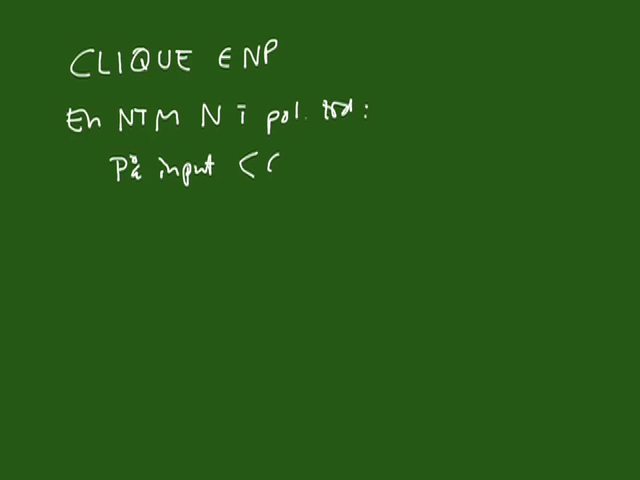 CLIQUE ∈ NP
En NTM N i pol. tid:
På input <G